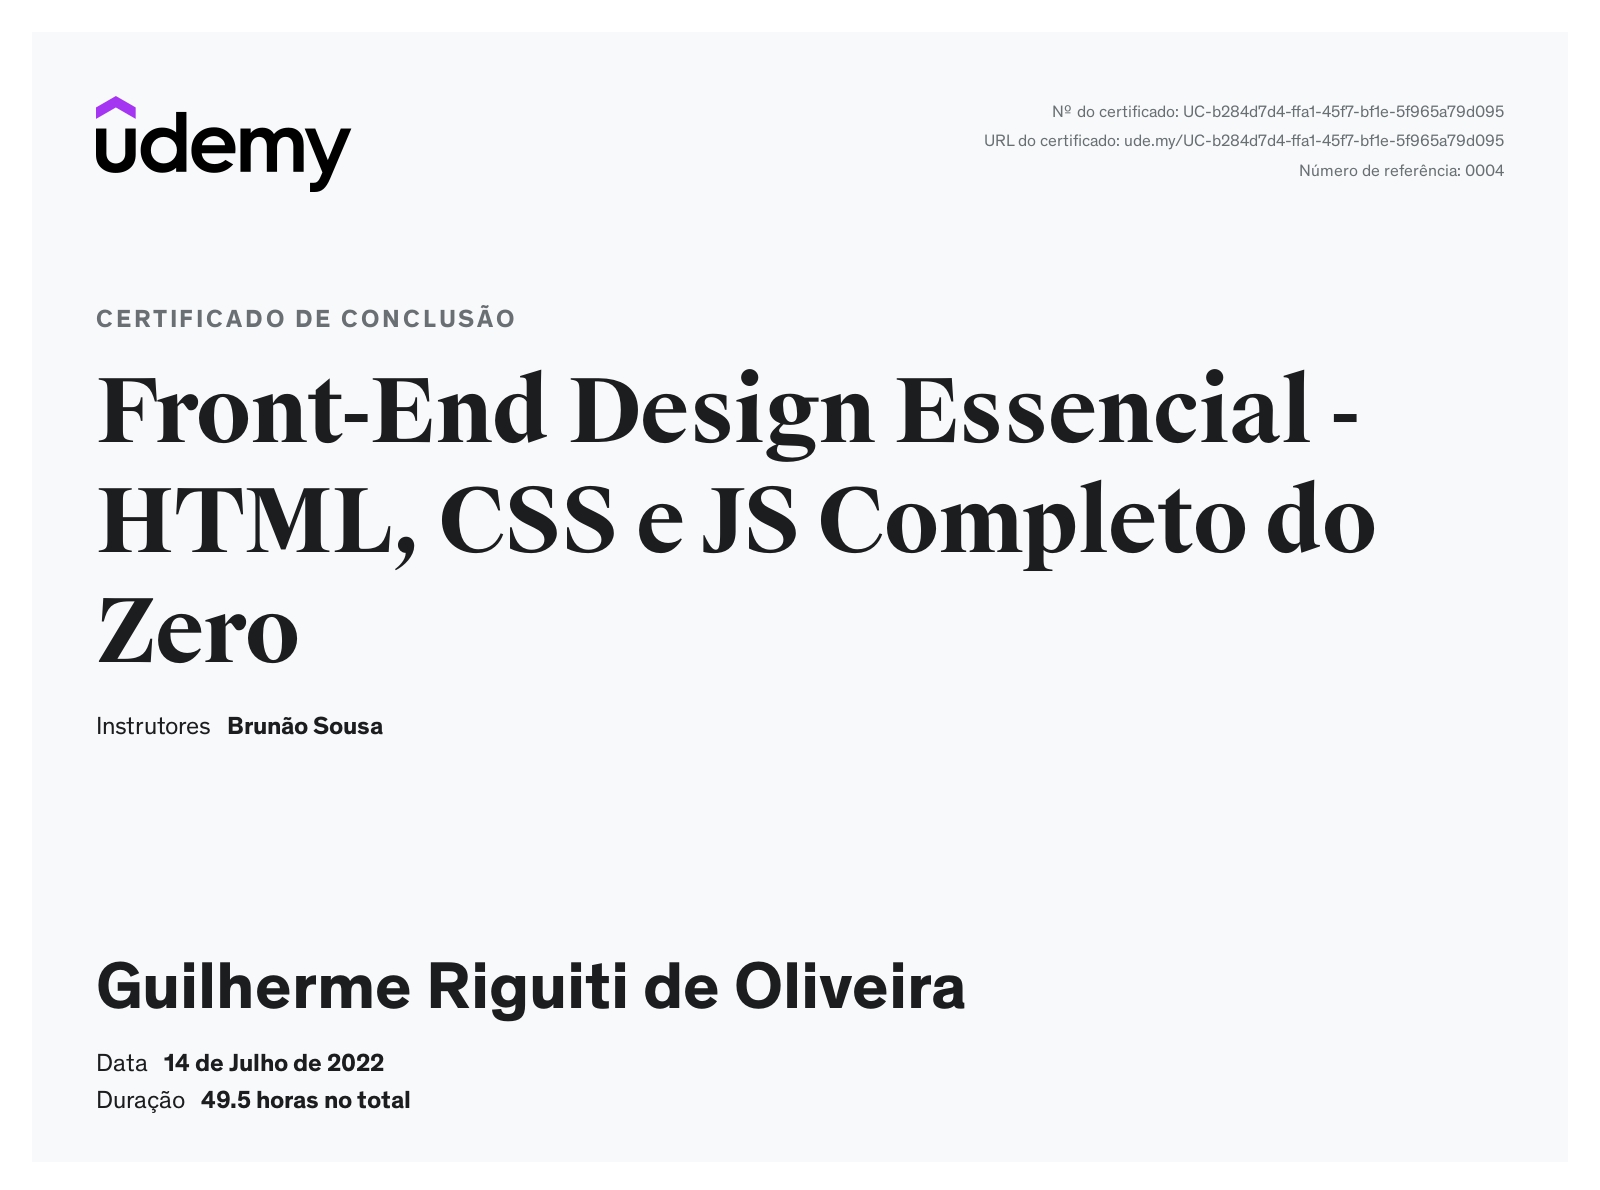 udemy
Nº do certificado: UC-b284d7d4-ffa1-45f7-bf1e-5f965a79d095
URL do certificado: ude.my/UC-b284d7d4-ffa1-45f7-bf1e-5f965a79d095
Número de referência: 0004
CERTIFICADO DE CONCLUSÃO
Front-End Design Essencial -
HTML, CSS e JS Completo do
Zero
Instrutores Brunão Sousa
Guilherme Riguiti de Oliveira
Data 14 de Julho de 2022
Duração 49.5 horas no total